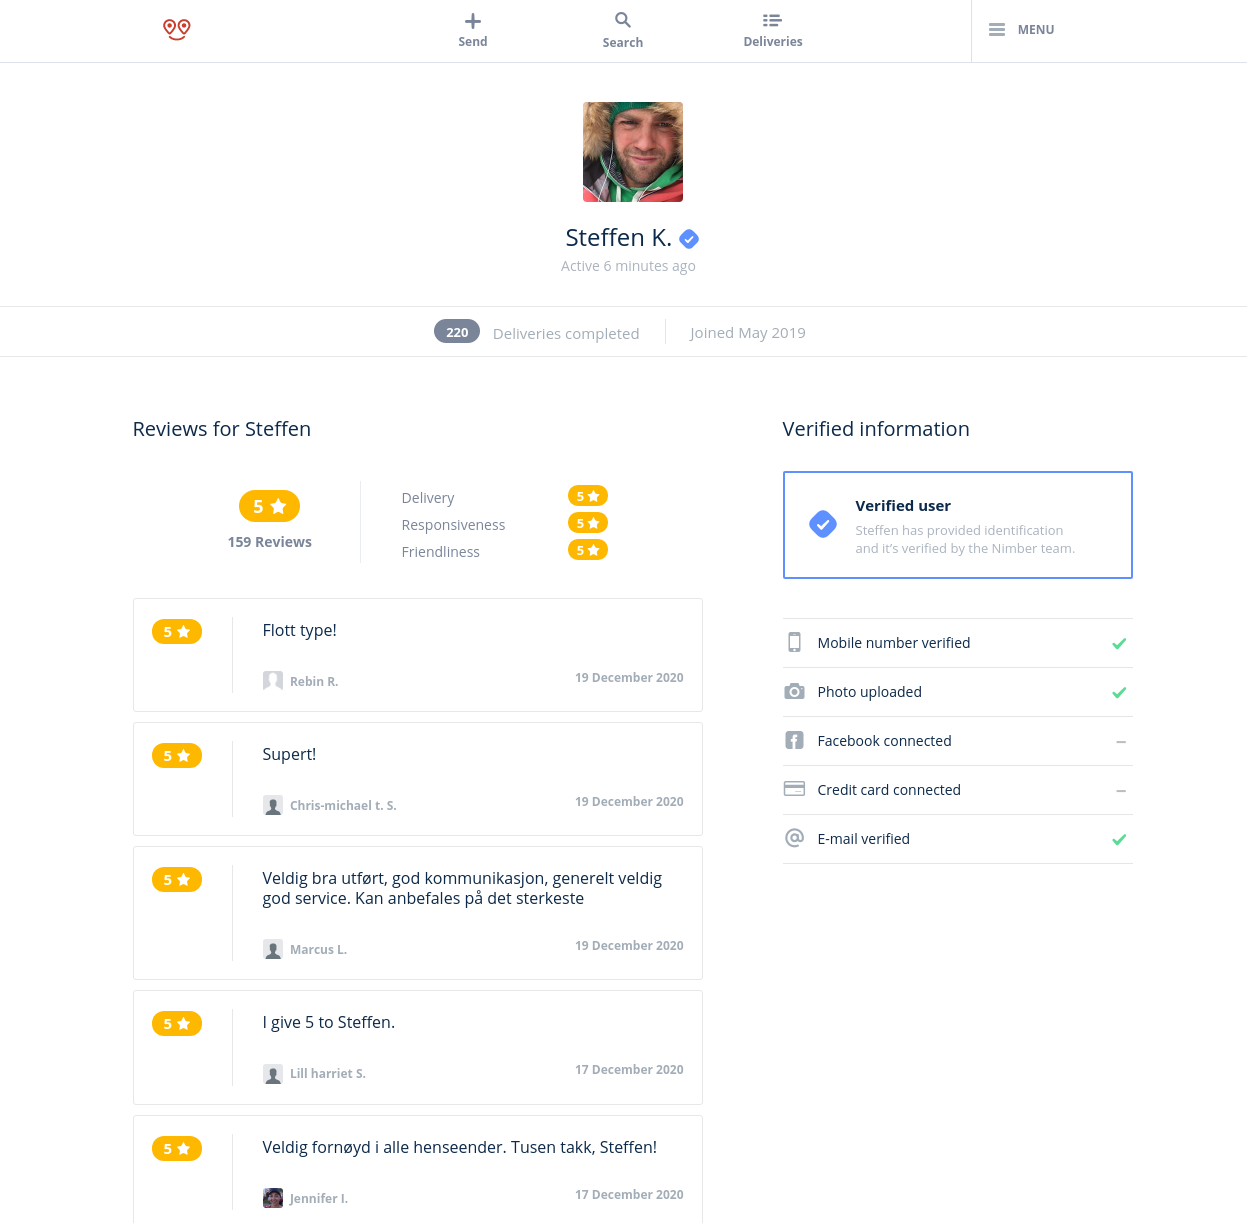 Send
Search
Deliveries
MENU
Steffen K.
Active 6 minutes ago
220 Deliveries completed
Joined May 2019
Reviews for Steffen
5
159 Reviews
Delivery 5
Responsiveness 5
Friendliness 5
5
Flott type!
Rebin R.
19 December 2020
5
Supert!
Chris-michael t. S.
19 December 2020
5
Veldig bra utført, god kommunikasjon, generelt veldig
god service. Kan anbefales på det sterkeste
Marcus L.
19 December 2020
5
I give 5 to Steffen.
Lill harriet S.
17 December 2020
5
Veldig fornøyd i alle henseender. Tusen takk, Steffen!
Jennifer I.
17 December 2020
Verified information
Verified user
Steffen has provided identification
and it’s verified by the Nimber team.
Mobile number verified
Photo uploaded
Facebook connected –
Credit card connected –
E-mail verified